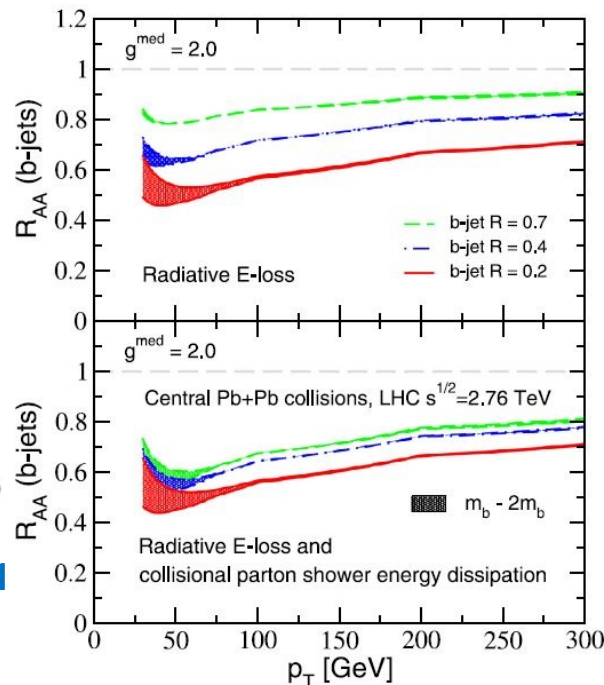 g^med = 2.0
1
0.8
0.6
0.4
0.2
0
R_AA (b-jets)
b-jet R = 0.7
b-jet R = 0.4
b-jet R = 0.2
Radiative E-loss
g^med = 2.0
Central Pb+Pb collisions, LHC s^1/2=2.76 TeV
1
0.8
0.6
0.4
0.2
0
R_AA (b-jets)
m_b - 2m_b
Radiative E-loss and
collisional parton shower energy dissipation
0 50 100 150 200 250 300
p_T [GeV]